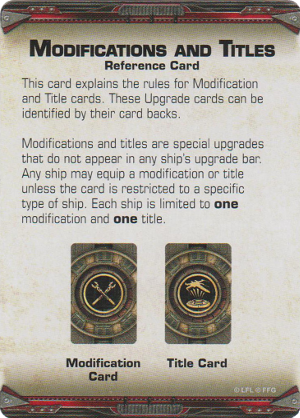 MODIFICATIONS AND TITLES
Reference Card
This card explains the rules for Modification
and Title cards. These Upgrade cards can be
identified by their card backs.
Modifications and titles are special upgrades
that do not appear in any ship's upgrade bar.
Any ship may equip a modification or title
unless the card is restricted to a specific
type of ship. Each ship is limited to one
modification and one title.
Modification
Card
Title Card
© LFL © FFG